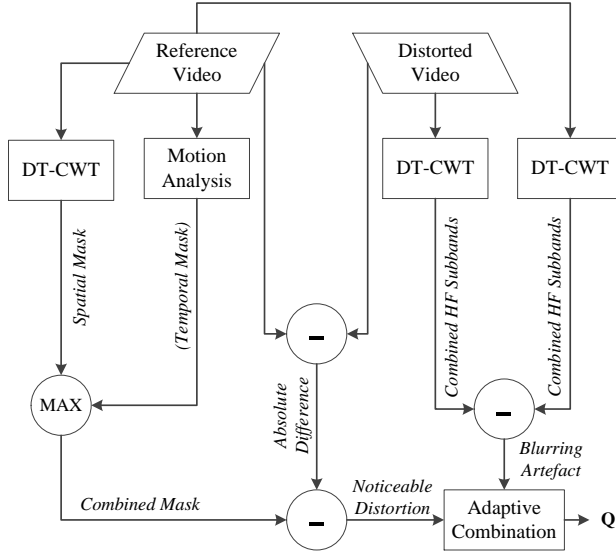 Reference
Video
Distorted
Video
DT-CWT
Motion
Analysis
DT-CWT
DT-CWT
Spatial Mask
(Temporal Mask)
Combined HF Subbands
Combined HF Subbands
–
MAX
Absolute
Difference
–
Blurring
Artefact
Combined Mask
–
Noticeable
Distortion
Adaptive
Combination
Q